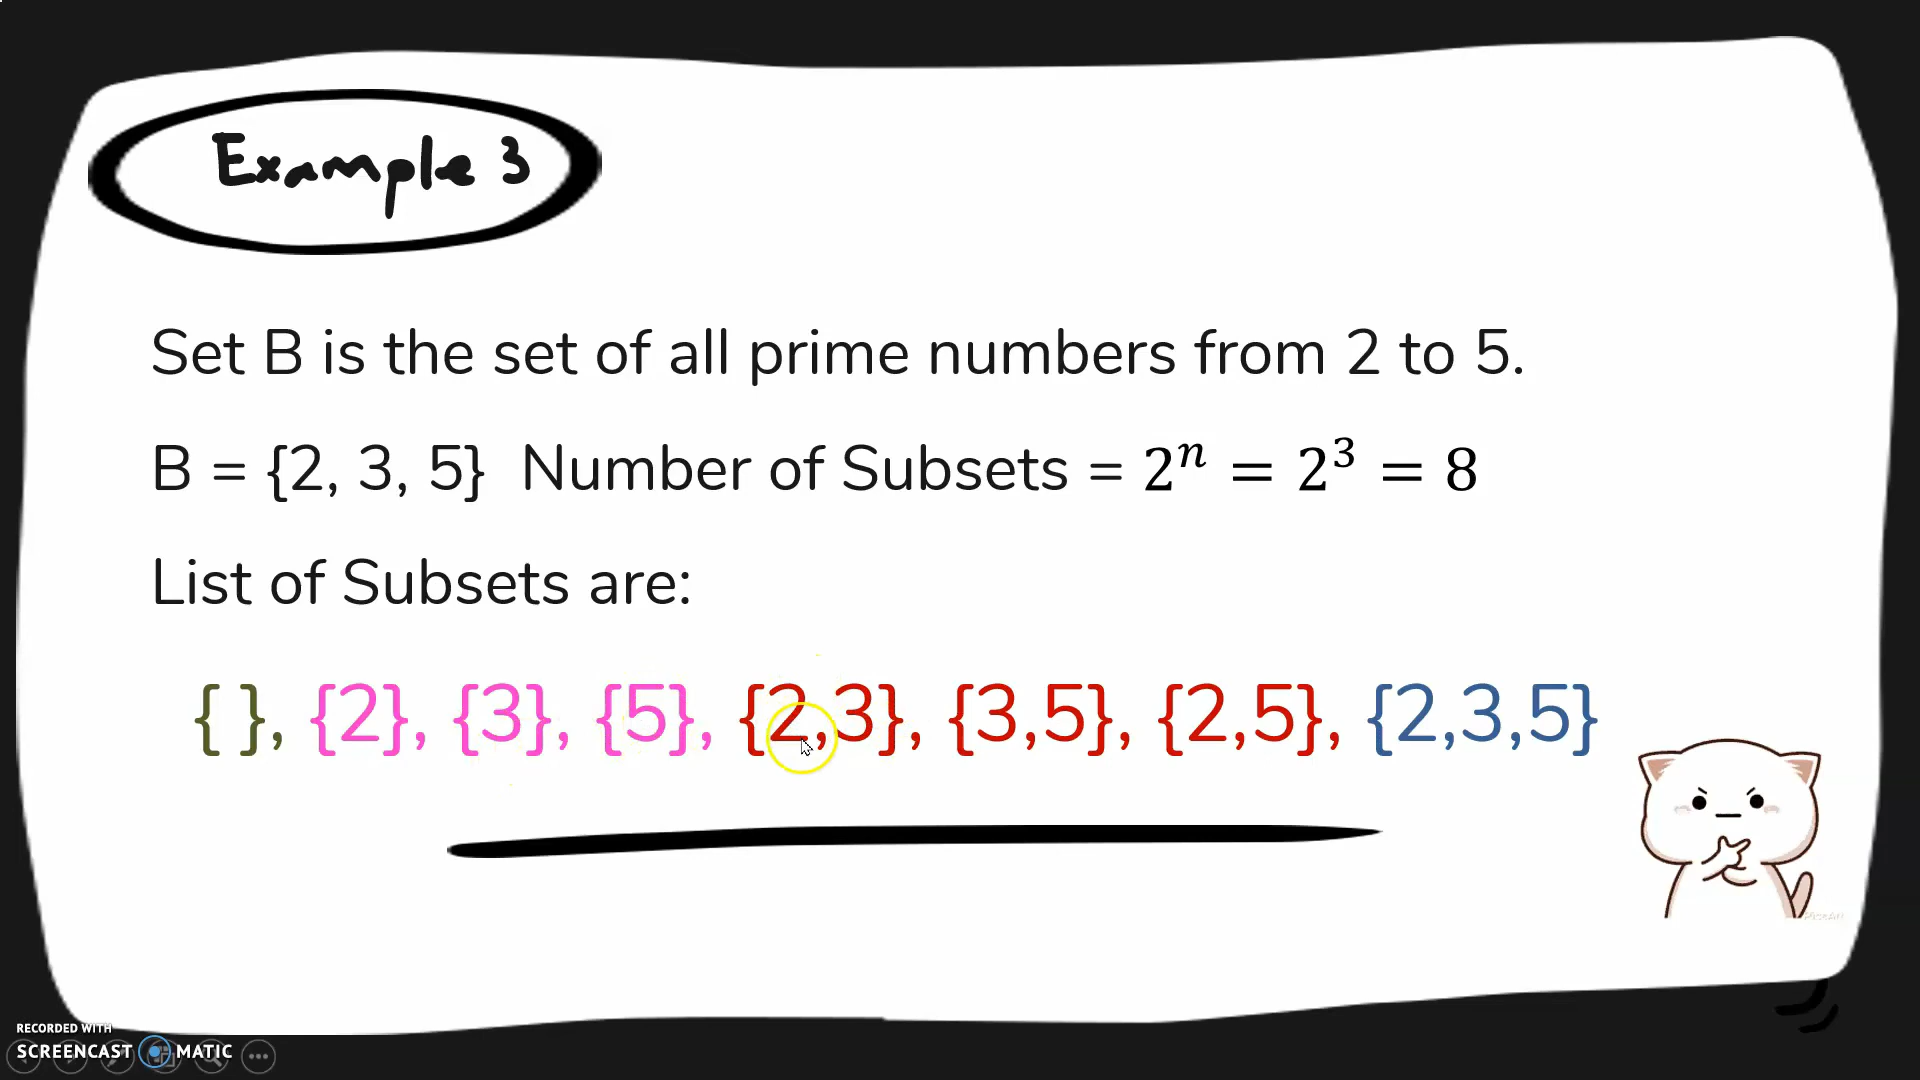 Example 3
Set B is the set of all prime numbers from 2 to 5.
B = {2, 3, 5} Number of Subsets = 2ⁿ = 2³ = 8
List of Subsets are:
{ }, {2}, {3}, {5}, {2,3}, {3,5}, {2,5}, {2,3,5}
PicsArt
RECORDED WITH
SCREENCAST MATIC